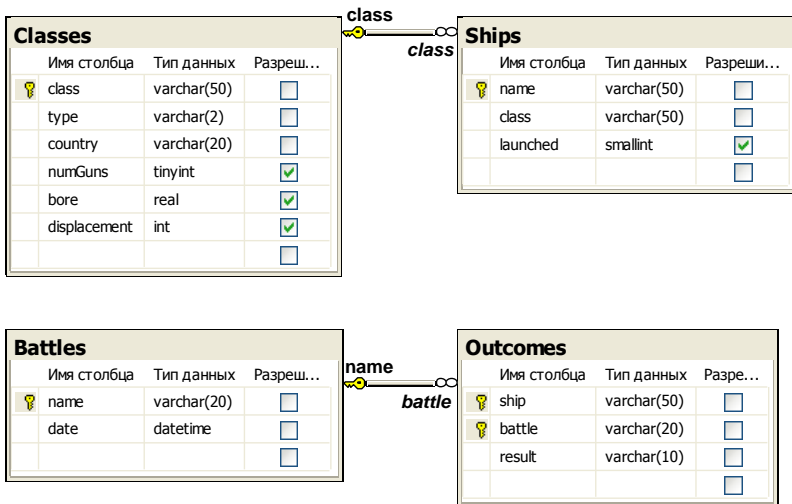 Classes
Имя столбца Тип данных Разреш...
class varchar(50)
type varchar(2)
country varchar(20)
numGuns tinyint
bore real
displacement int
class
class
Ships
Имя столбца Тип данных Разреши...
name varchar(50)
class varchar(50)
launched smallint
Battles
Имя столбца Тип данных Разреш...
name varchar(20)
date datetime
name
battle
Outcomes
Имя столбца Тип данных Разре...
ship varchar(50)
battle varchar(20)
result varchar(10)